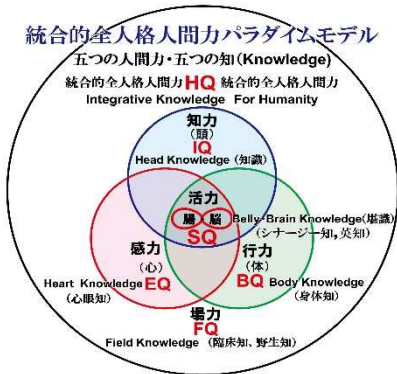 統合的全人格人間力パラダイムモデル
五つの人間力・五つの知(Knowledge)
統合的全人格人間力HQ 統合的全人格人間力
Integrative Knowledge For Humanity
知力
(頭)
IQ
Head Knowledge (知識)
活力
腸・脳
SQ
Belly-Brain Knowledge(堪識)
(シナージー知,英知)
感力
(心)
Heart Knowledge EQ
(心眼知)
行力
(体)
BQ Body Knowledge
(身体知)
場力
FQ
Field Knowledge (臨床知、野生知)